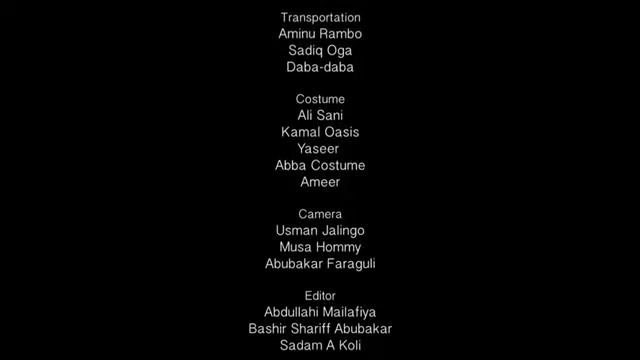 Transportation
Aminu Rambo
Sadiq Oga
Daba-daba
Costume
Ali Sani
Kamal Oasis
Yaseer
Abba Costume
Ameer
Camera
Usman Jalingo
Musa Hommy
Abubakar Faraguli
Editor
Abdullahi Mailafiya
Bashir Shariff Abubakar
Sadam A Koli